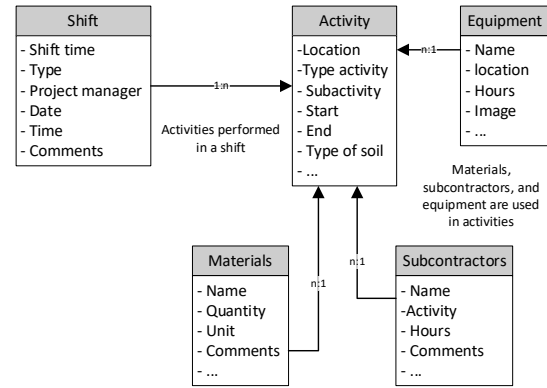 Shift
- Shift time
- Type
- Project manager
- Date
- Time
- Comments
1:n
Activities performed
in a shift
Activity
-Location
-Type activity
- Subactivity
- Start
- End
- Type of soil
- ...
n:1
Equipment
- Name
- location
- Hours
- Image
- ...
Materials,
subcontractors, and
equipment are used
in activities
Materials
- Name
- Quantity
- Unit
- Comments
- ...
n:1
n:1
Subcontractors
- Name
-Activity
- Hours
- Comments
- ...